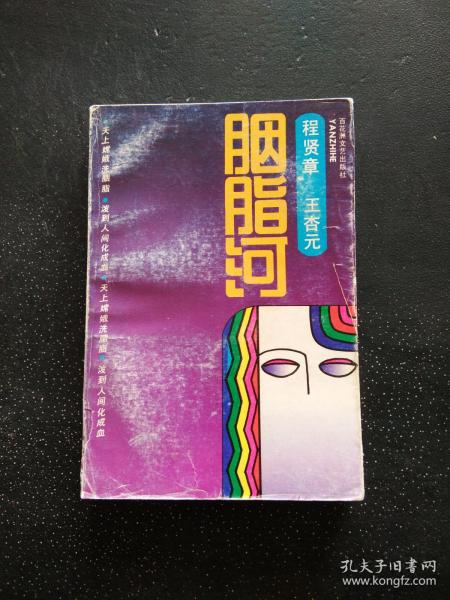 百花洲文艺出版社
YANZHIHE
程贤章 王杏元
胭脂河
天上嫦娥洗胭脂●泼到人间化成血●天上嫦娥洗胭脂●泼到人间化成血
孔夫子旧书网
www.kongfz.com